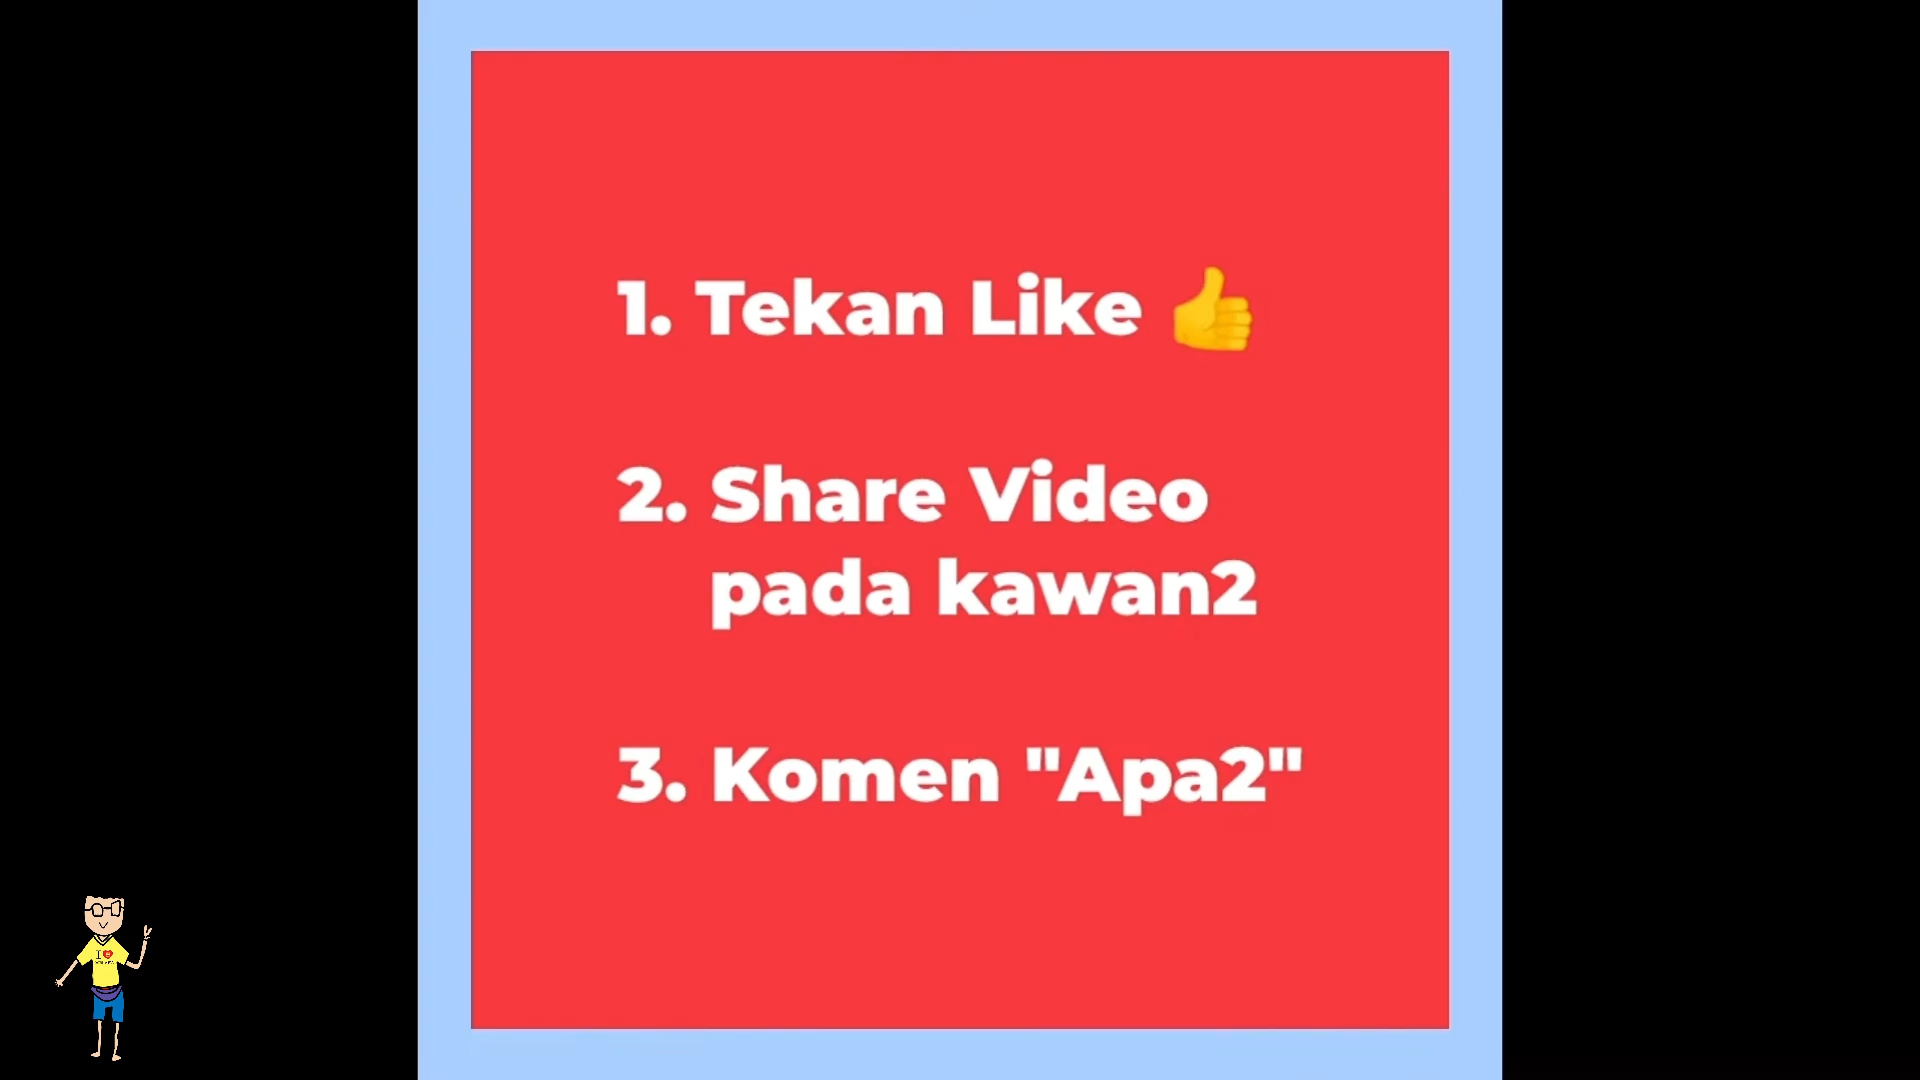 1. Tekan Like 👍
2. Share Video
pada kawan2
3. Komen "Apa2"
I ❤